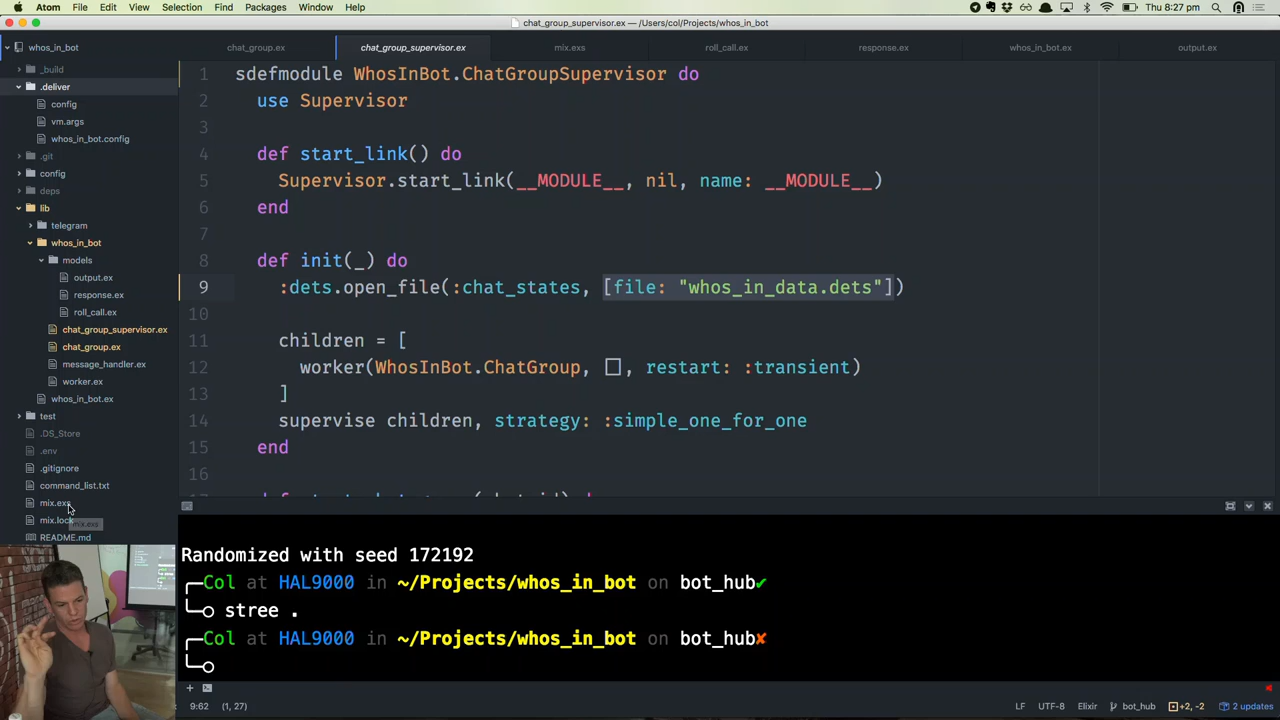 Atom File Edit View Selection Find Packages Window Help Thu 8:27 pm
chat_group_supervisor.ex — /Users/col/Projects/whos_in_bot
whos_in_bot
chat_group.ex chat_group_supervisor.ex mix.exs roll_call.ex response.ex whos_in_bot.ex output.ex
_build
.deliver
config
vm.args
whos_in_bot.config
.git
config
deps
lib
telegram
whos_in_bot
models
output.ex
response.ex
roll_call.ex
chat_group_supervisor.ex
chat_group.ex
message_handler.ex
worker.ex
whos_in_bot.ex
test
.DS_Store
.env
.gitignore
command_list.txt
mix.exs
mix.lock
mix.exs
README.md
1 sdefmodule WhosInBot.ChatGroupSupervisor do
2 use Supervisor
3
4 def start_link() do
5 Supervisor.start_link(__MODULE__, nil, name: __MODULE__)
6 end
7
8 def init(_) do
9 :dets.open_file(:chat_states, [file: "whos_in_data.dets"])
10
11 children = [
12 worker(WhosInBot.ChatGroup, [], restart: :transient)
13 ]
14 supervise children, strategy: :simple_one_for_one
15 end
16
Randomized with seed 172192
Col at HAL9000 in ~/Projects/whos_in_bot on bot_hub✔
stree .
Col at HAL9000 in ~/Projects/whos_in_bot on bot_hub✘
9:62 (1, 27) LF UTF-8 Elixir bot_hub +2, -2 2 updates